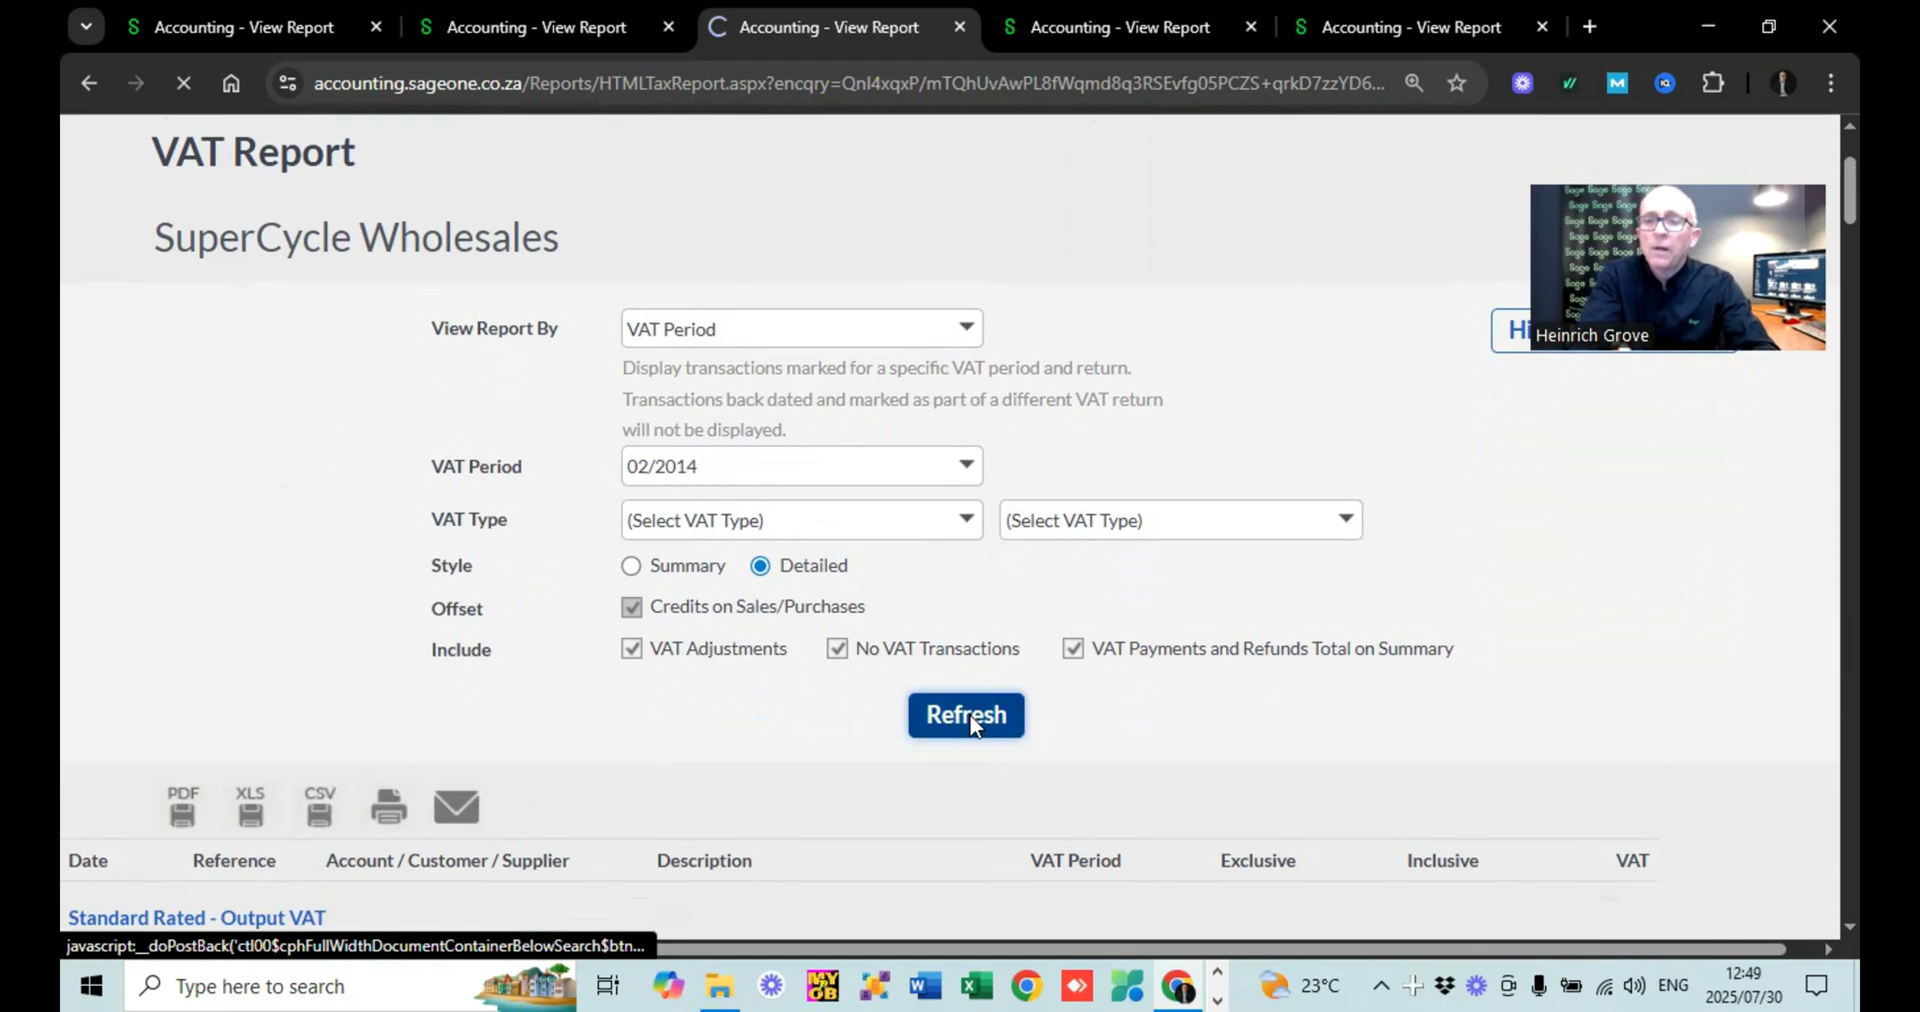 Accounting - View Report
Accounting - View Report
Accounting - View Report
Accounting - View Report
Accounting - View Report
accounting.sageone.co.za/Reports/HTMLTaxReport.aspx?encqry=QnI4xqxP/mTQhUvAwPL8fWqmd8q3RSEvfg05PCZS+qrkD7zzYD6...
VAT Report
SuperCycle Wholesales
View Report By
VAT Period
Hi
Heinrich Grove
Display transactions marked for a specific VAT period and return.
Transactions back dated and marked as part of a different VAT return
will not be displayed.
VAT Period
02/2014
VAT Type
(Select VAT Type)
(Select VAT Type)
Style
Summary
Detailed
Offset
Credits on Sales/Purchases
Include
VAT Adjustments
No VAT Transactions
VAT Payments and Refunds Total on Summary
Refresh
PDF
XLS
CSV
Date Reference Account / Customer / Supplier Description VAT Period Exclusive Inclusive VAT
Standard Rated - Output VAT
javascript:__doPostBack('ctl00$cphFullWidthDocumentContainerBelowSearch$btn...
Type here to search
23°C
ENG
12:49
2025/07/30